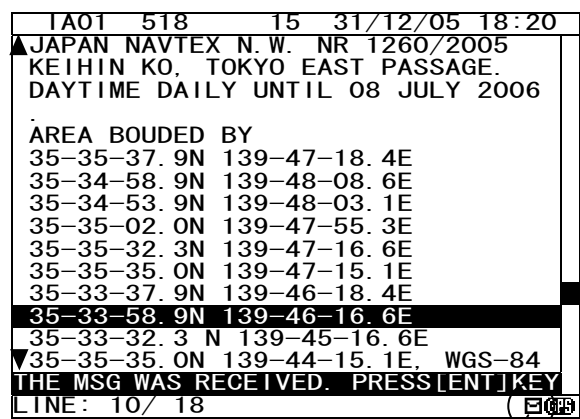 IA01 518 15 31/12/05 18:20
▲JAPAN NAVTEX N.W. NR 1260/2005
KEIHIN KO, TOKYO EAST PASSAGE.
DAYTIME DAILY UNTIL 08 JULY 2006
.
AREA BOUDED BY
35-35-37.9N 139-47-18.4E
35-34-58.9N 139-48-08.6E
34-34-53.9N 139-48-03.1E
35-35-02.0N 139-47-55.3E
35-35-32.3N 139-47-16.6E
35-35-35.0N 139-47-15.1E
35-33-37.9N 139-46-18.4E
35-33-58.9N 139-46-16.6E
35-33-32.3 N 139-45-16.6E
▼35-35-35.0N 139-44-15.1E, WGS-84
THE MSG WAS RECEIVED. PRESS[ENT]KEY
LINE: 10/ 18 ( GPS